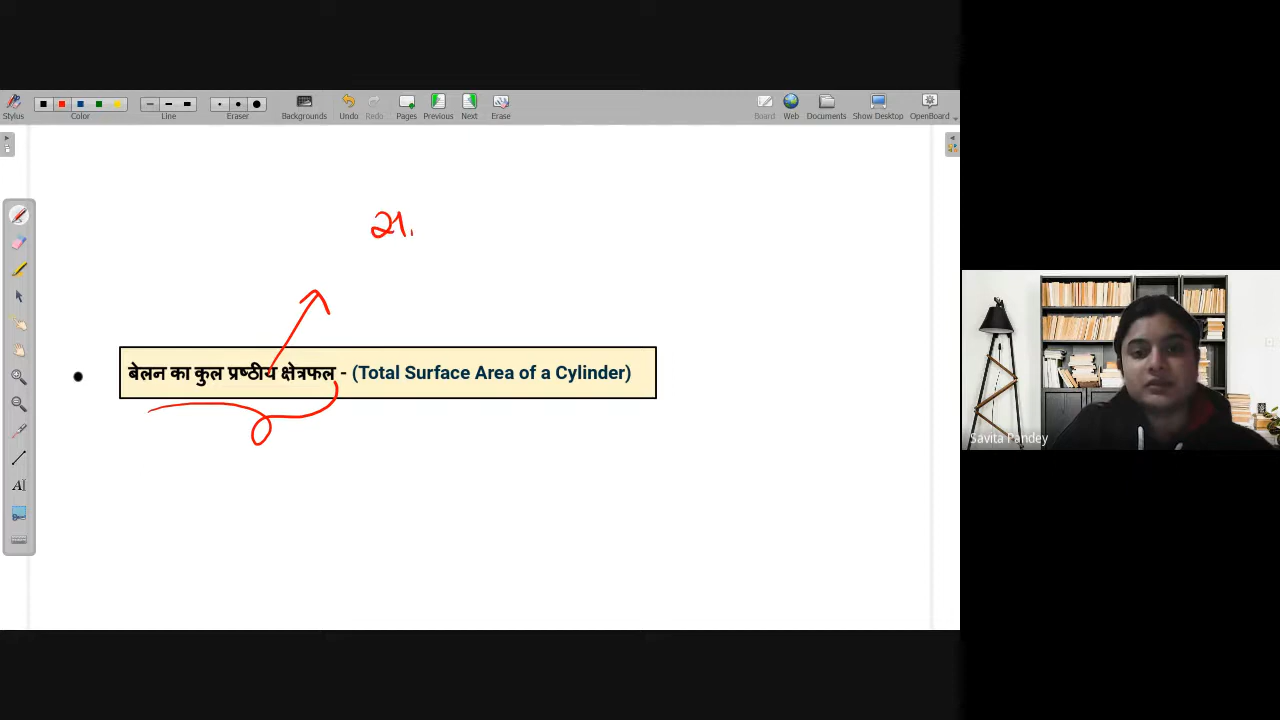 Stylus
Color
Line
Eraser
Backgrounds
Undo
Redo
Pages
Previous
Next
Erase
Board
Web
Documents
Show Desktop
OpenBoard
बेलन का कुल प्रष्ठीय क्षेत्रफल - (Total Surface Area of a Cylinder)
Savita Pandey